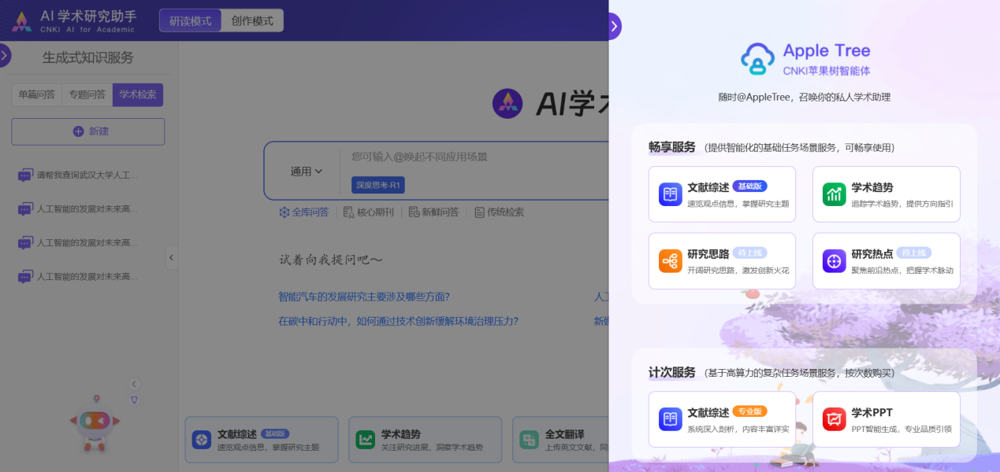 AI 学术研究助手
CNKI AI for Academic
研读模式
创作模式
生成式知识服务
单篇问答
专题问答
学术检索
新建
请帮我查询武汉大学人工...
人工智能的发展对未来高...
人工智能的发展对未来高...
人工智能的发展对未来高...
AI学术
通用
您可输入@唤起不同应用场景
深度思考-R1
全库问答
核心期刊
新鲜问答
传统检索
试着向我提问吧～
智能汽车的发展研究主要涉及哪些方面?
人工
在碳中和行动中，如何通过技术创新缓解环境治理压力?
文献综述 基础版
速览观点信息，掌握研究主题
学术趋势
关注研究进展，洞察学术趋势
全文翻译
上传英文文献，同
Apple Tree
CNKI苹果树智能体
随时@AppleTree，召唤你的私人学术助理
畅享服务（提供智能化的基础任务场景服务，可畅享使用）
文献综述 基础版
速览观点信息，掌握研究主题
学术趋势
追踪学术趋势，提供方向指引
研究思路 待上线
开阔研究思路，激发创新火花
研究热点 待上线
聚焦前沿热点，把握学术脉动
计次服务（基于高算力的复杂任务场景服务，按次数购买）
文献综述 专业版
系统深入剖析，内容丰富详实
学术PPT
PPT智能生成，专业品质引领